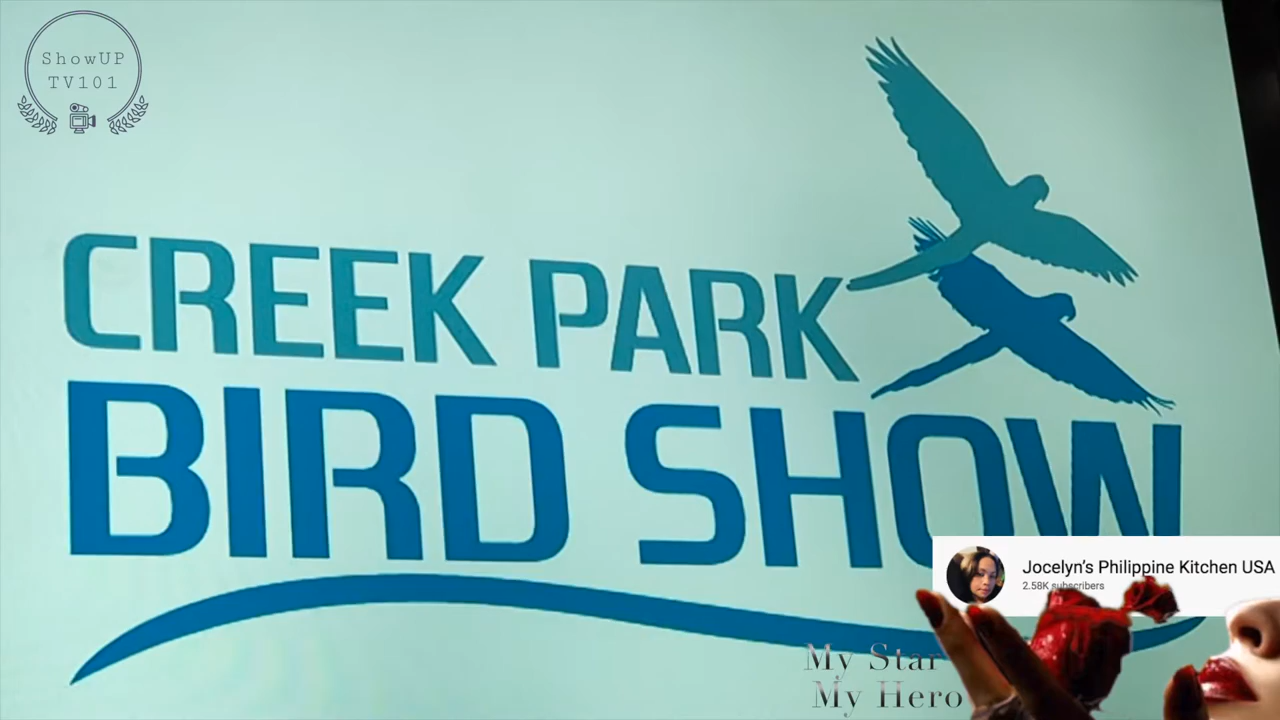 ShowUP
TV101
CREEK PARK
BIRD SHOW
Jocelyn's Philippine Kitchen USA
2.58K subscribers
My Star
My Hero